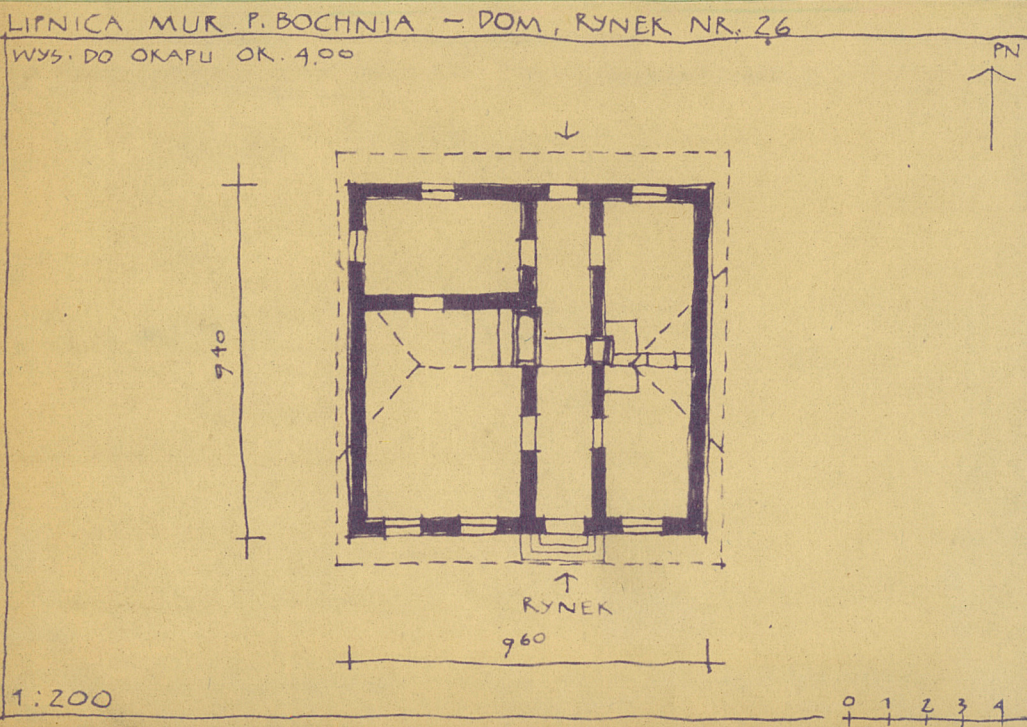 LIPNICA MUR. P. BOCHNIA – DOM, RYNEK NR. 26
WYS. DO OKAPU OK. 4.00
PN
940
RYNEK
960
1:200
0 1 2 3 4